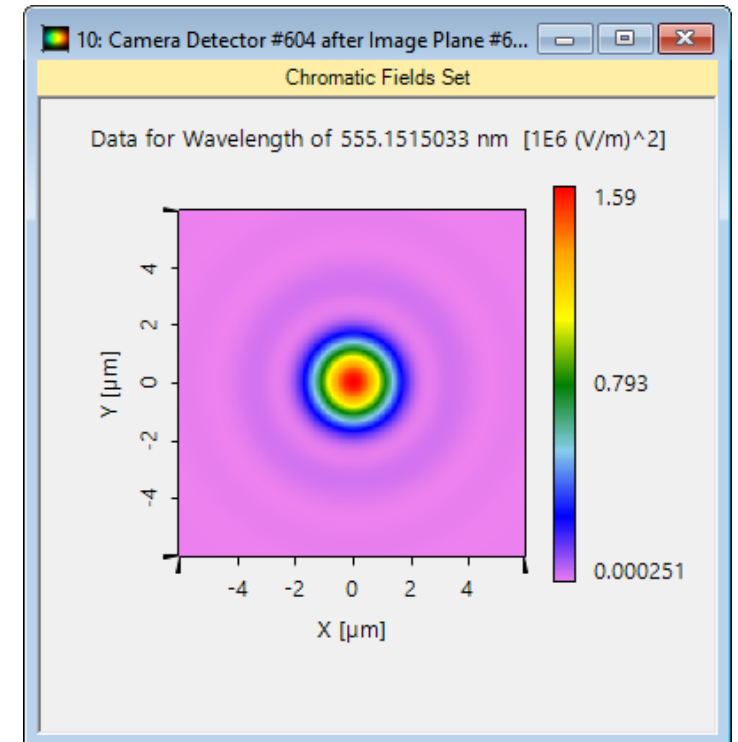 10: Camera Detector #604 after Image Plane #6...
Chromatic Fields Set
Data for Wavelength of 555.1515033 nm [1E6 (V/m)^2]
1.59
0.793
0.000251
Y [µm]
4
2
0
-2
-4
-4 -2 0 2 4
X [µm]